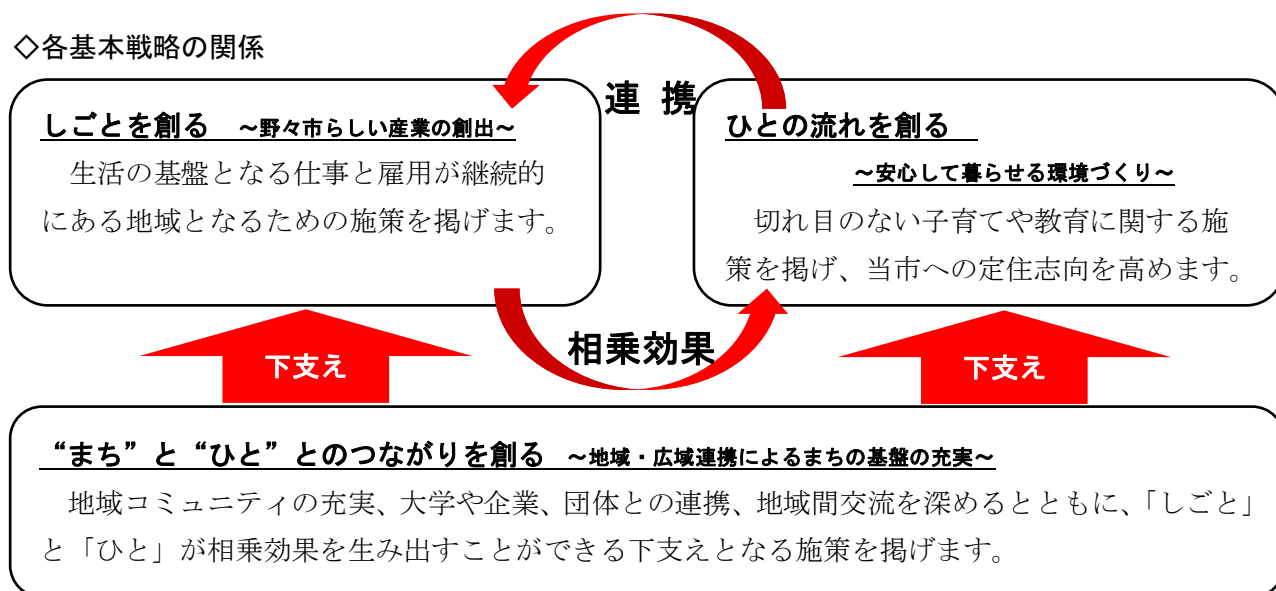 ◇各基本戦略の関係
連 携
しごとを創る ～野々市らしい産業の創出～
生活の基盤となる仕事と雇用が継続的
にある地域となるための施策を掲げます。
ひとの流れを創る
～安心して暮らせる環境づくり～
切れ目のない子育てや教育に関する施
策を掲げ、当市への定住志向を高めます。
相乗効果
下支え
下支え
“まち”と“ひと”とのつながりを創る ～地域・広域連携によるまちの基盤の充実～
地域コミュニティの充実、大学や企業、団体との連携、地域間交流を深めるとともに、「しごと」
と「ひと」が相乗効果を生み出すことができる下支えとなる施策を掲げます。